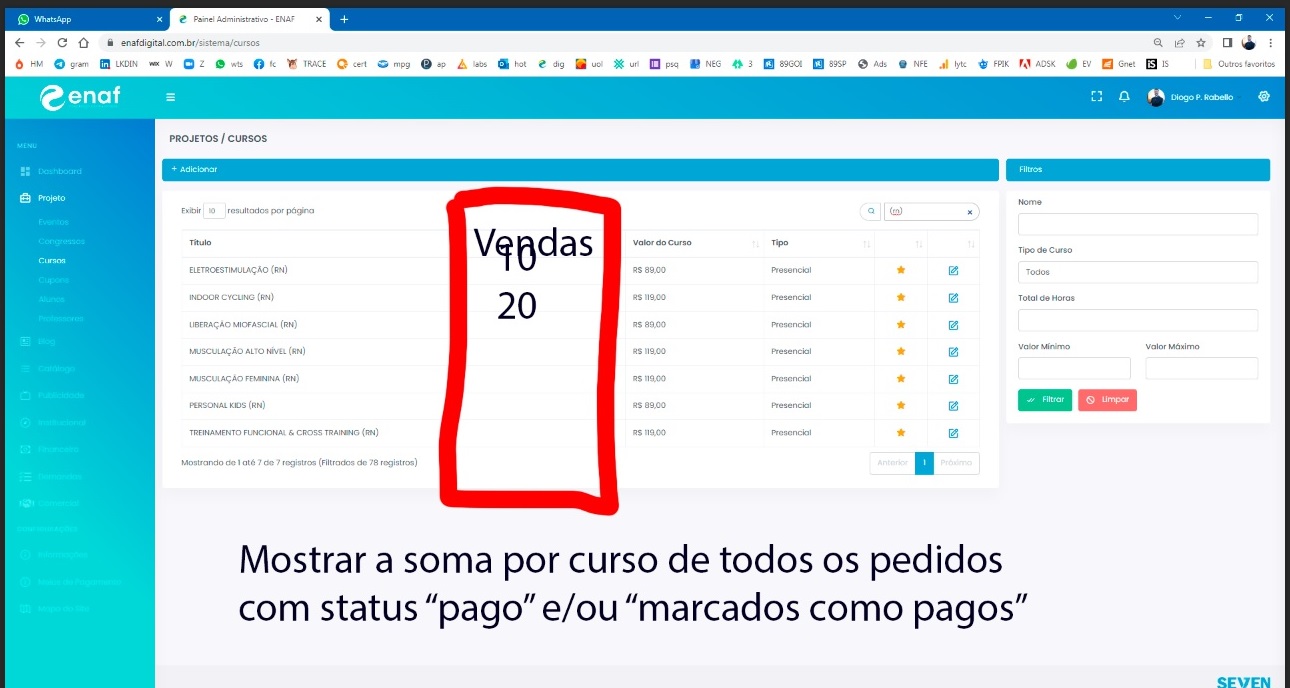 WhatsApp
Painel Administrativo - ENAF
enafdigital.com.br/sistema/cursos
HM gram LKDIN W Z wts fc TRACE cert mpg ap labs hot dig uol url psq NEG 3 89GOI 89SP Ads NFE lytc FPIK ADSK EV Gnet IS Outros favoritos
enaf
Diogo P. Rabello
MENU
Dashboard
Projeto
Eventos
Congressos
Cursos
Cupons
Alunos
Professores
Blog
Catálogo
Publicidade
Institucional
Financeiro
Demandas
Comercial
Informações
Meios de Pagamento
Mapa do Site
PROJETOS / CURSOS
+ Adicionar
Exibir 10 resultados por página
(rn)
Título Vendas Valor do Curso Tipo
ELETROESTIMULAÇÃO (RN) 10 R$ 89,00 Presencial
INDOOR CYCLING (RN) 20 R$ 119,00 Presencial
LIBERAÇÃO MIOFASCIAL (RN) R$ 89,00 Presencial
MUSCULAÇÃO ALTO NÍVEL (RN) R$ 119,00 Presencial
MUSCULAÇÃO FEMININA (RN) R$ 119,00 Presencial
PERSONAL KIDS (RN) R$ 89,00 Presencial
TREINAMENTO FUNCIONAL & CROSS TRAINING (RN) R$ 119,00 Presencial
Mostrando de 1 até 7 de 7 registros (Filtrados de 78 registros)
Anterior 1 Próximo
Filtros
Nome
Tipo de Curso
Todos
Total de Horas
Valor Mínimo Valor Máximo
Filtrar Limpar
Mostrar a soma por curso de todos os pedidos
com status “pago” e/ou “marcados como pagos”
SEVEN